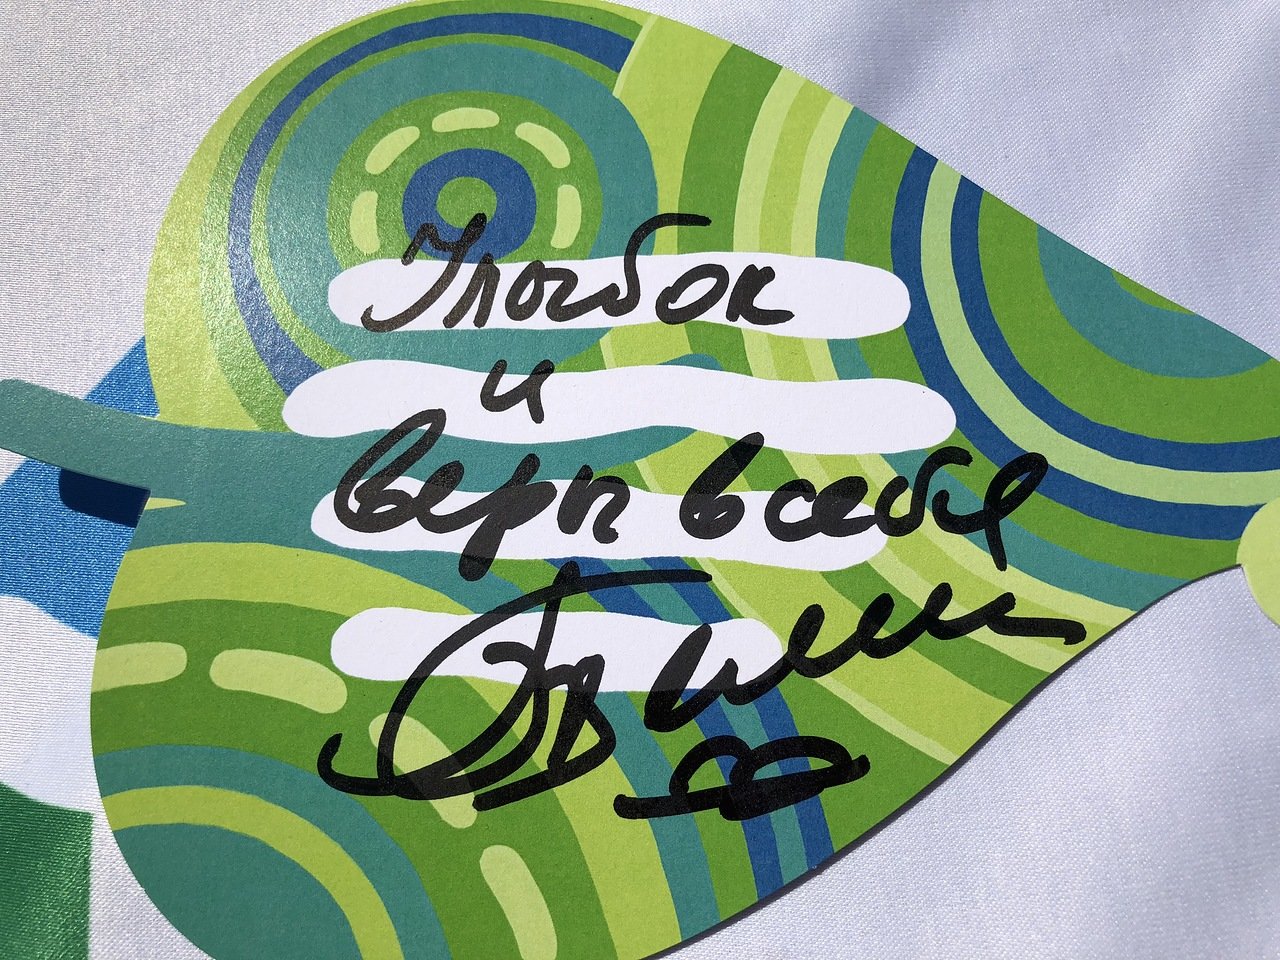 Улыбок
и
веры в себя